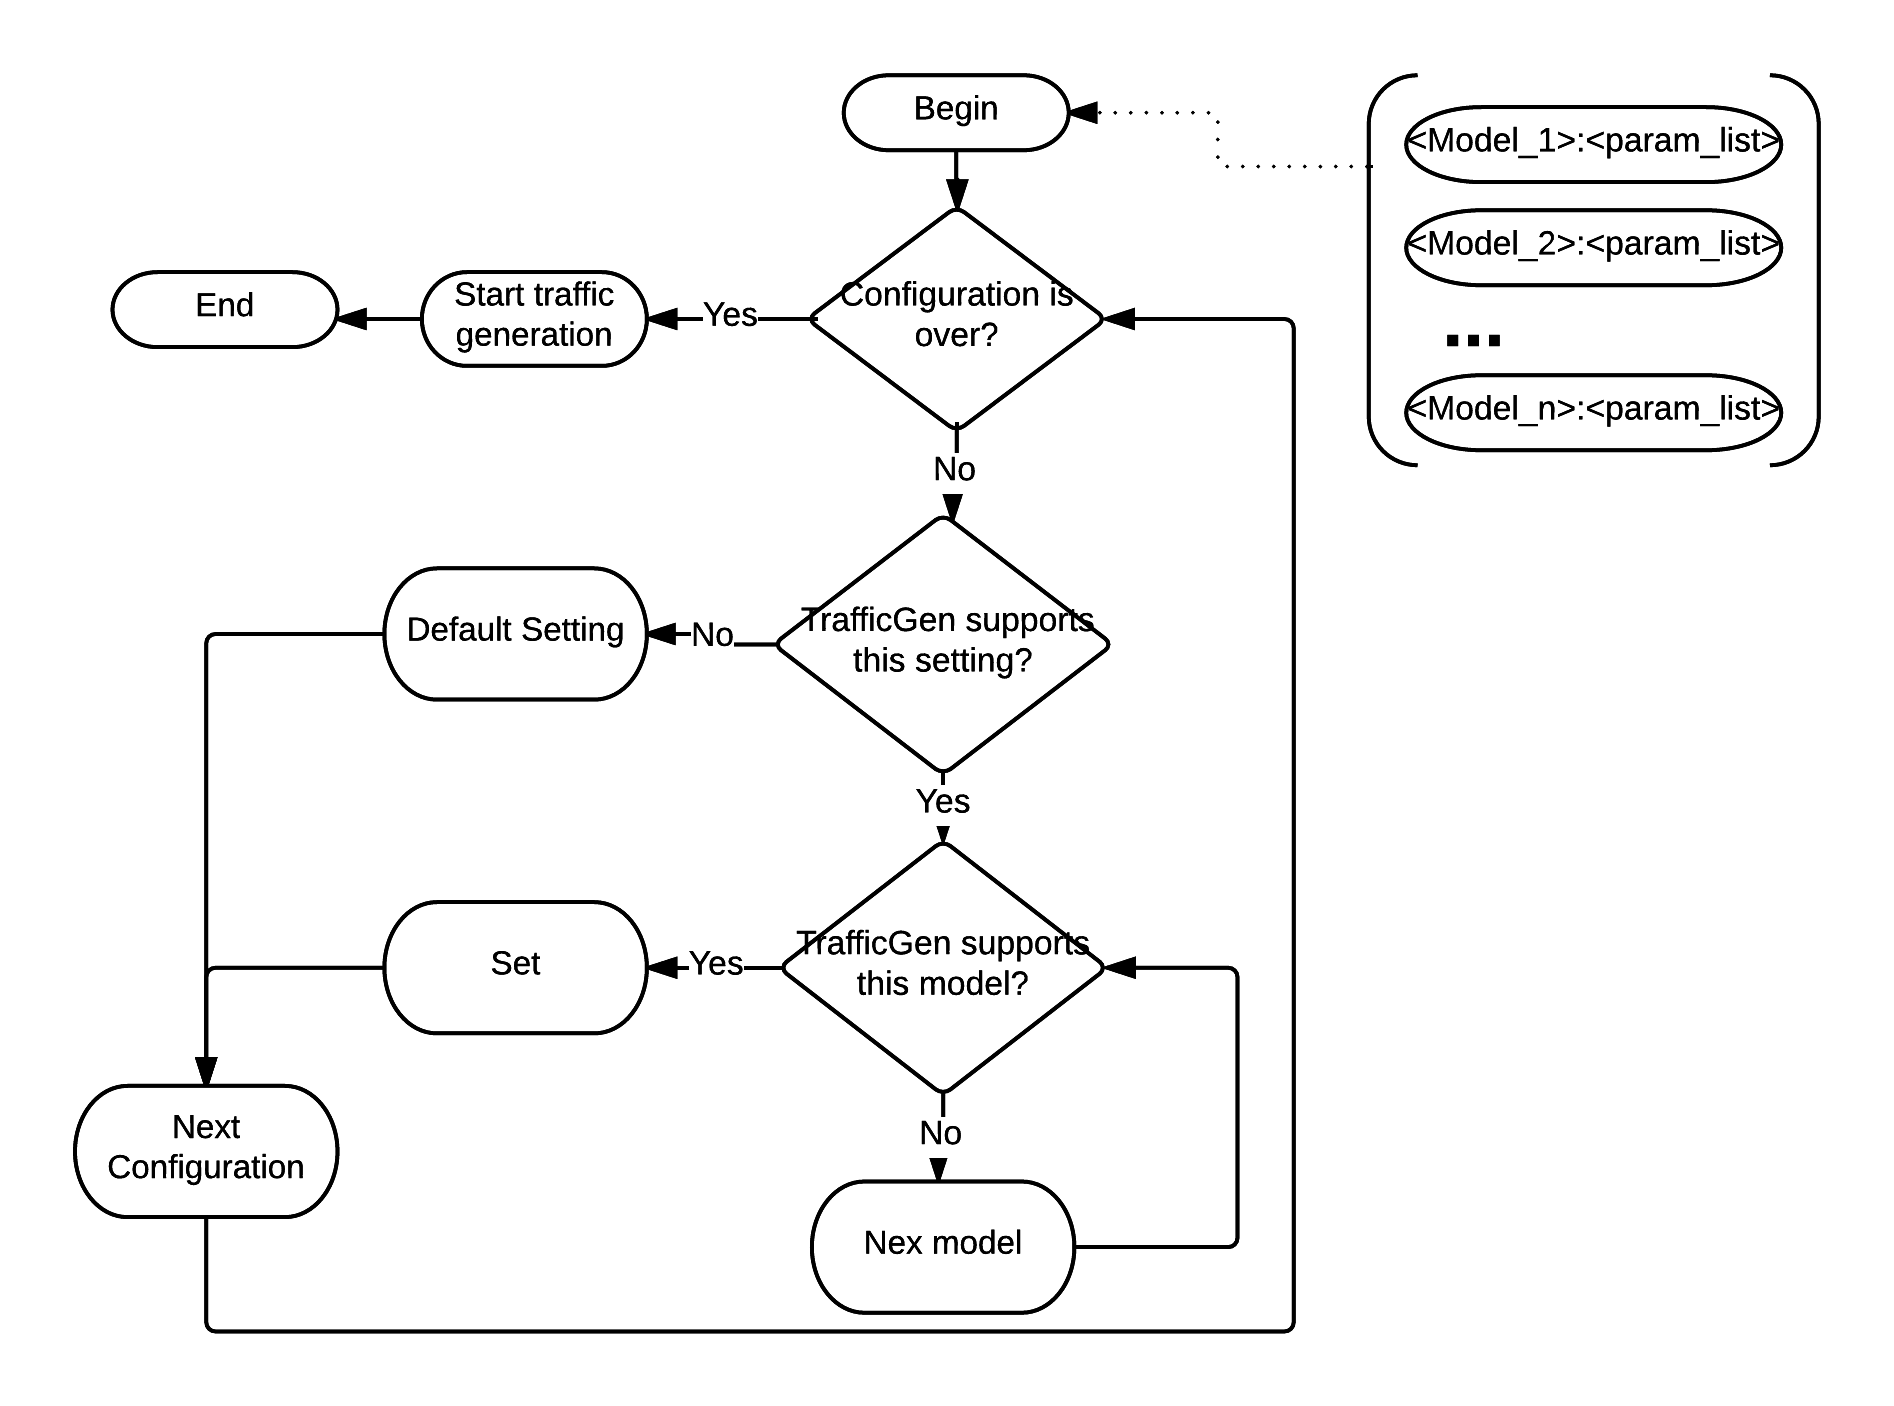 Begin
<Model_1>:<param_list>
<Model_2>:<param_list>
...
<Model_n>:<param_list>
End
Start traffic
generation
Yes
Configuration is
over?
No
Default Setting
No
TrafficGen supports
this setting?
Yes
Set
Yes
TrafficGen supports
this model?
No
Next
Configuration
Nex model